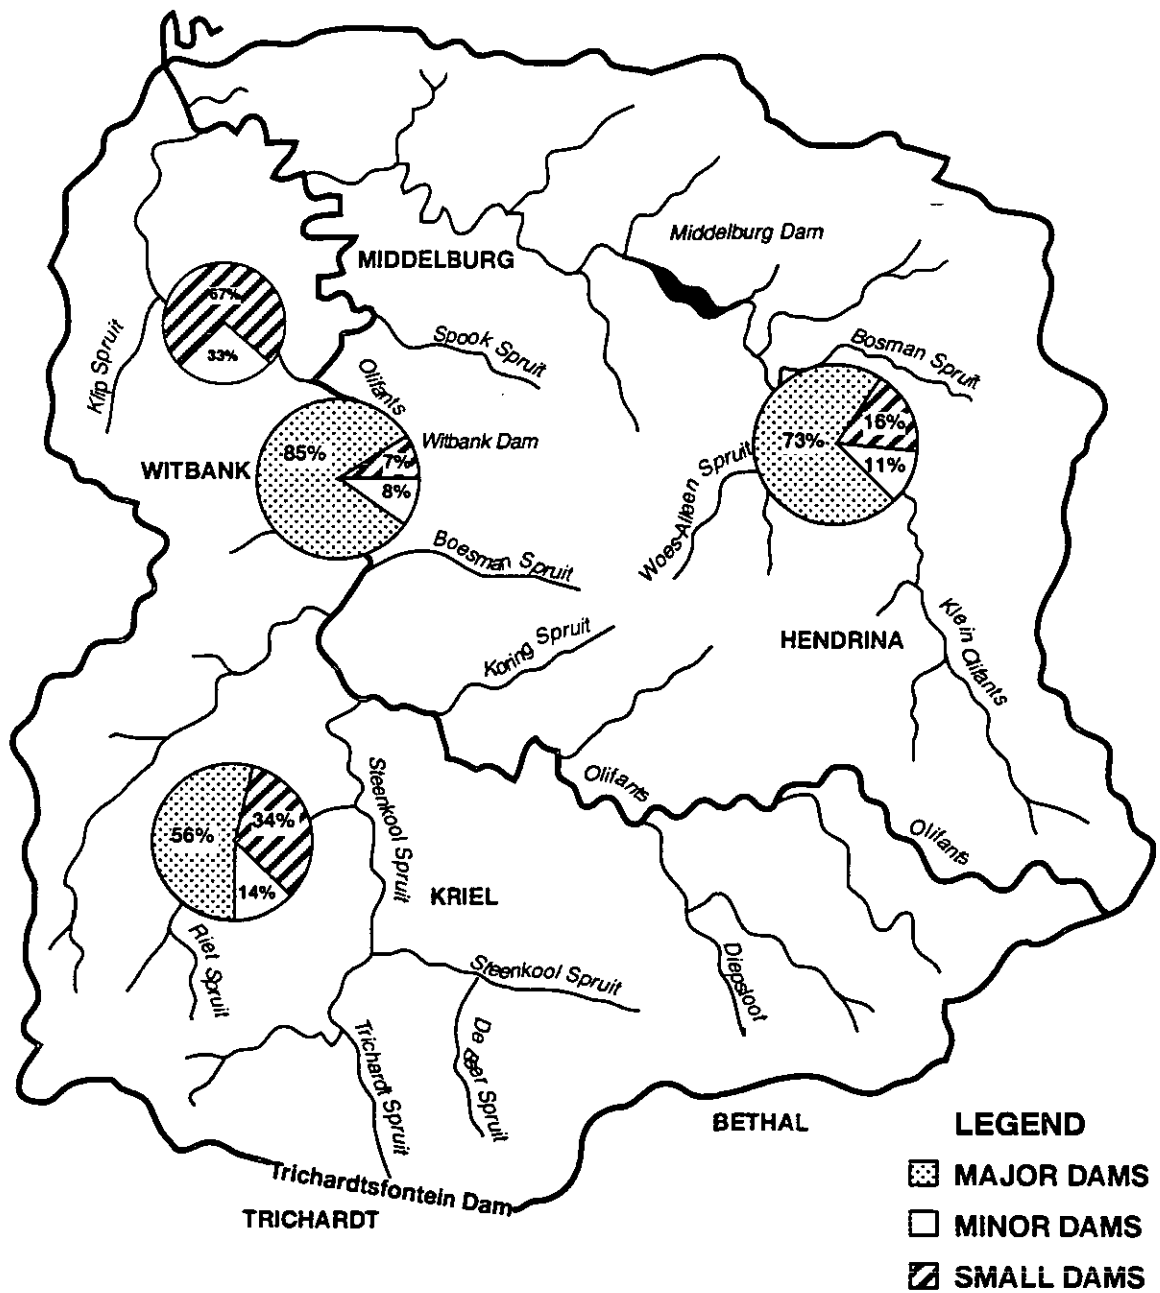 Middelburg Dam
MIDDELBURG
67%
33%
Klip Spruit
Spook Spruit
Bosman Spruit
Olifants
Witbank Dam
WITBANK
85%
7%
8%
73%
16%
11%
Woes-Alleen Spruit
Boesman Spruit
Koring Spruit
HENDRINA
Klein Olifants
Olifants
Olifants
Steenkool Spruit
56%
34%
14%
KRIEL
Riet Spruit
Steenkool Spruit
Diepsloot
Trichardt Spruit
Spruit
BETHAL
Trichardtsfontein Dam
TRICHARDT
LEGEND
MAJOR DAMS
MINOR DAMS
SMALL DAMS